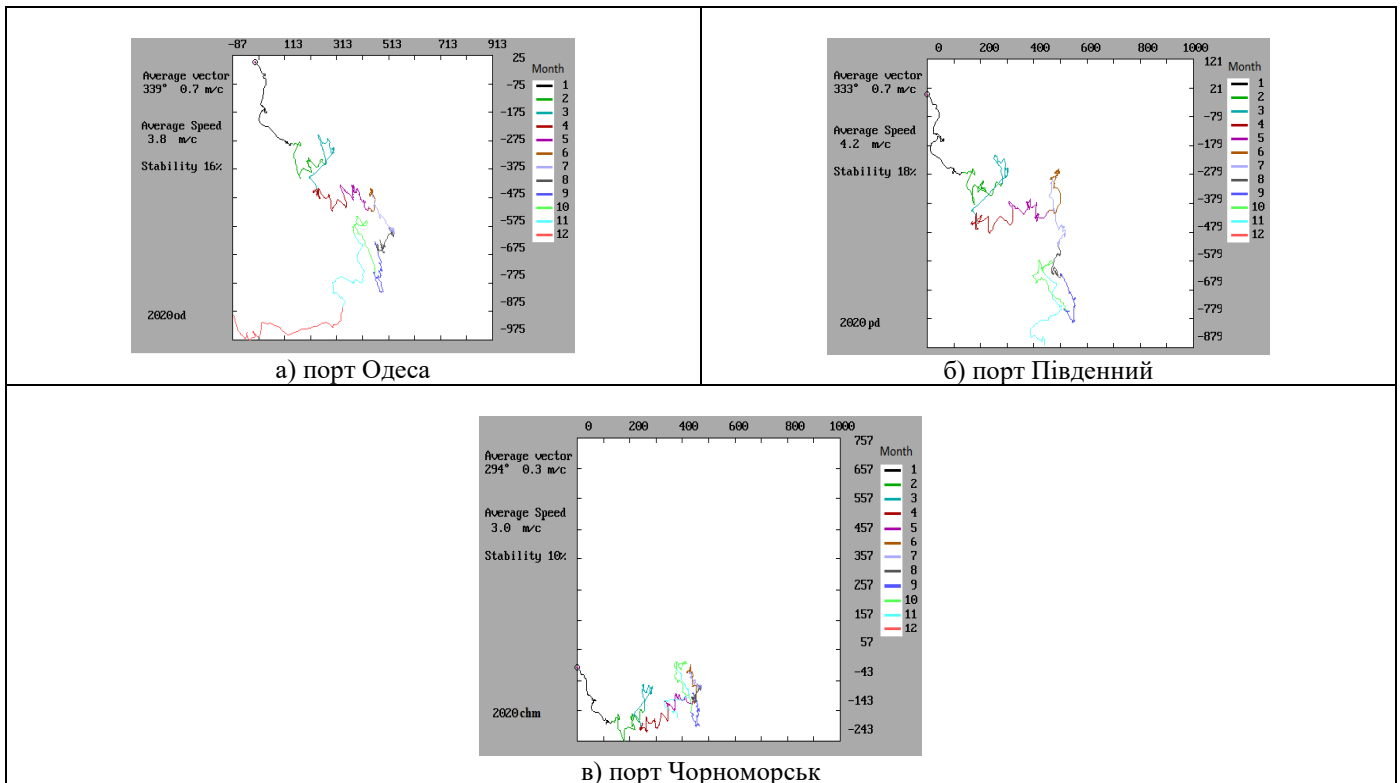 -87 113 313 513 713 913
Average vector
339° 0.7 m/c
Average Speed
3.8 m/c
Stability 16%
2020od
25
-75
-175
-275
-375
-475
-575
-675
-775
-875
-975
Month
1
2
3
4
5
6
7
8
9
10
11
12
а) порт Одеса
0 200 400 600 800 1000
Average vector
333° 0.7 m/c
Average Speed
4.2 m/c
Stability 18%
2020 pd
121
21
-79
-179
-279
-379
-479
-579
-679
-779
-879
Month
1
2
3
4
5
6
7
8
9
10
11
12
б) порт Південний
0 200 400 600 800 1000
Average vector
294° 0.3 m/c
Average Speed
3.0 m/c
Stability 10%
2020chm
757
657
557
457
357
257
157
57
-43
-143
-243
Month
1
2
3
4
5
6
7
8
9
10
11
12
в) порт Чорноморськ